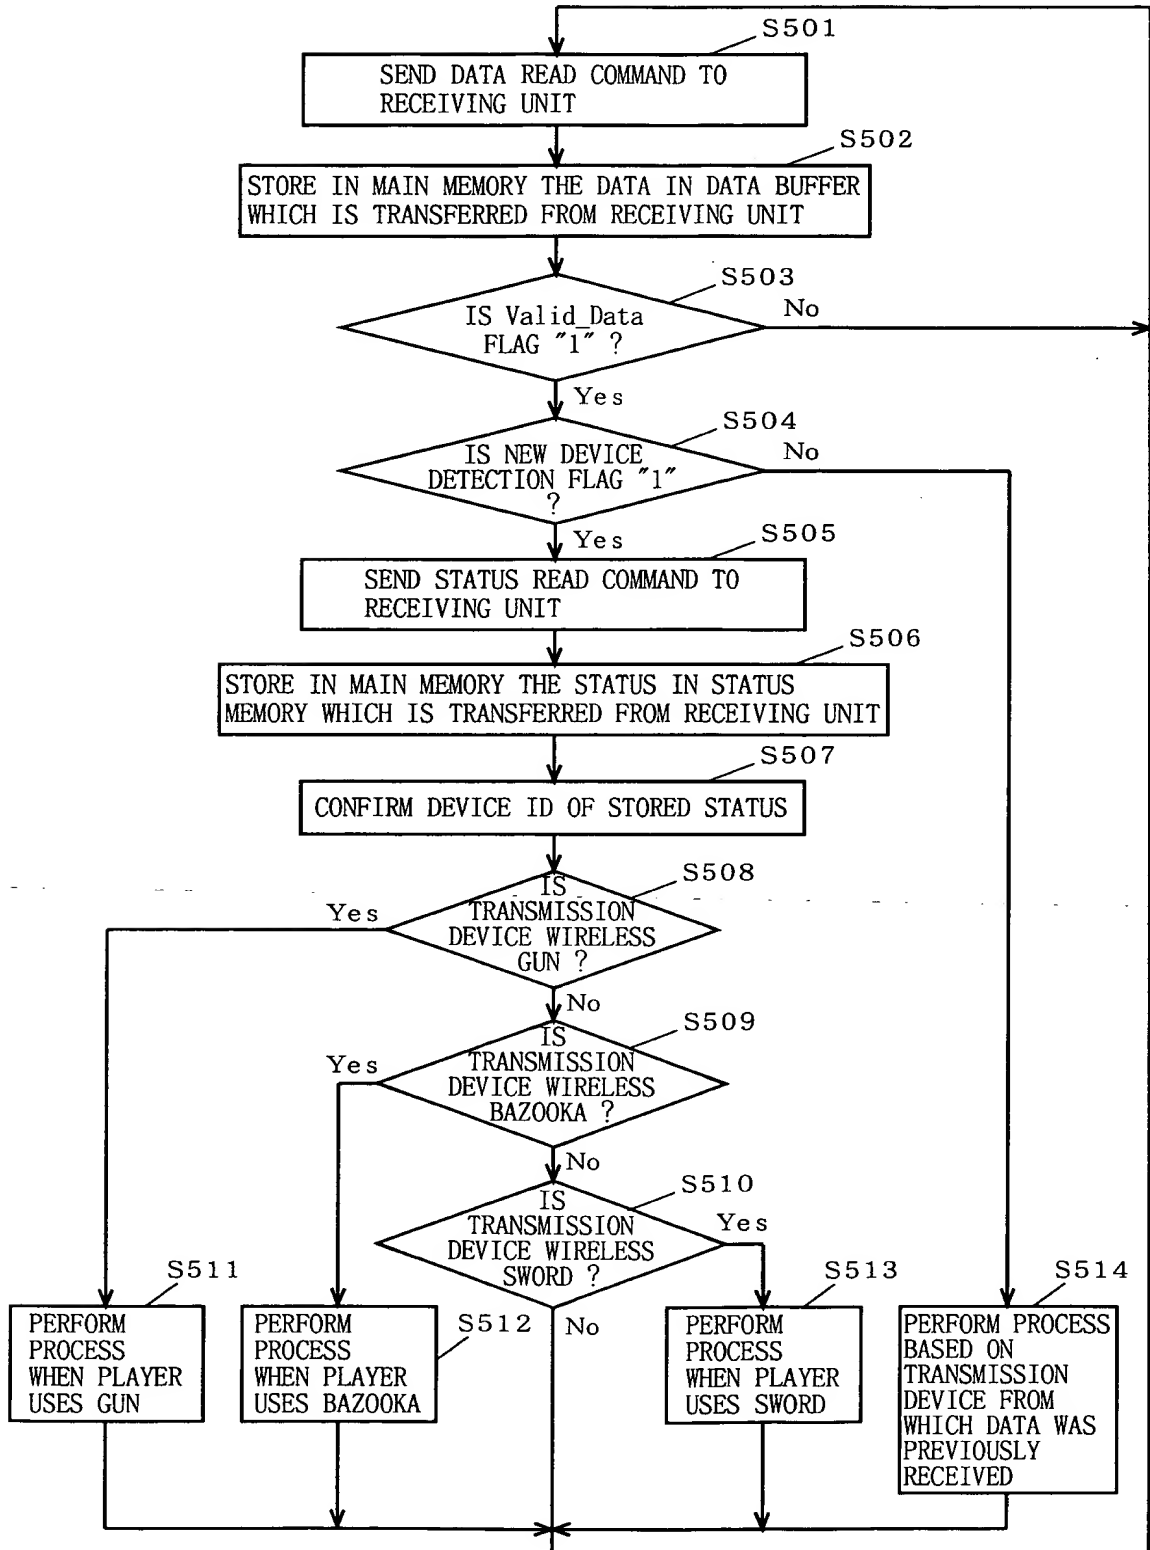 S501
SEND DATA READ COMMAND TO
RECEIVING UNIT
S502
STORE IN MAIN MEMORY THE DATA IN DATA BUFFER
WHICH IS TRANSFERRED FROM RECEIVING UNIT
S503
IS Valid_Data
FLAG "1" ?
No
Yes
S504
IS NEW DEVICE
DETECTION FLAG "1"
?
No
Yes
S505
SEND STATUS READ COMMAND TO
RECEIVING UNIT
S506
STORE IN MAIN MEMORY THE STATUS IN STATUS
MEMORY WHICH IS TRANSFERRED FROM RECEIVING UNIT
S507
CONFIRM DEVICE ID OF STORED STATUS
S508
IS
TRANSMISSION
DEVICE WIRELESS
GUN ?
Yes
No
S509
IS
TRANSMISSION
DEVICE WIRELESS
BAZOOKA ?
Yes
No
S510
IS
TRANSMISSION
DEVICE WIRELESS
SWORD ?
Yes
No
S511
PERFORM
PROCESS
WHEN PLAYER
USES GUN
S512
PERFORM
PROCESS
WHEN PLAYER
USES BAZOOKA
S513
PERFORM
PROCESS
WHEN PLAYER
USES SWORD
S514
PERFORM PROCESS
BASED ON
TRANSMISSION
DEVICE FROM
WHICH DATA WAS
PREVIOUSLY
RECEIVED